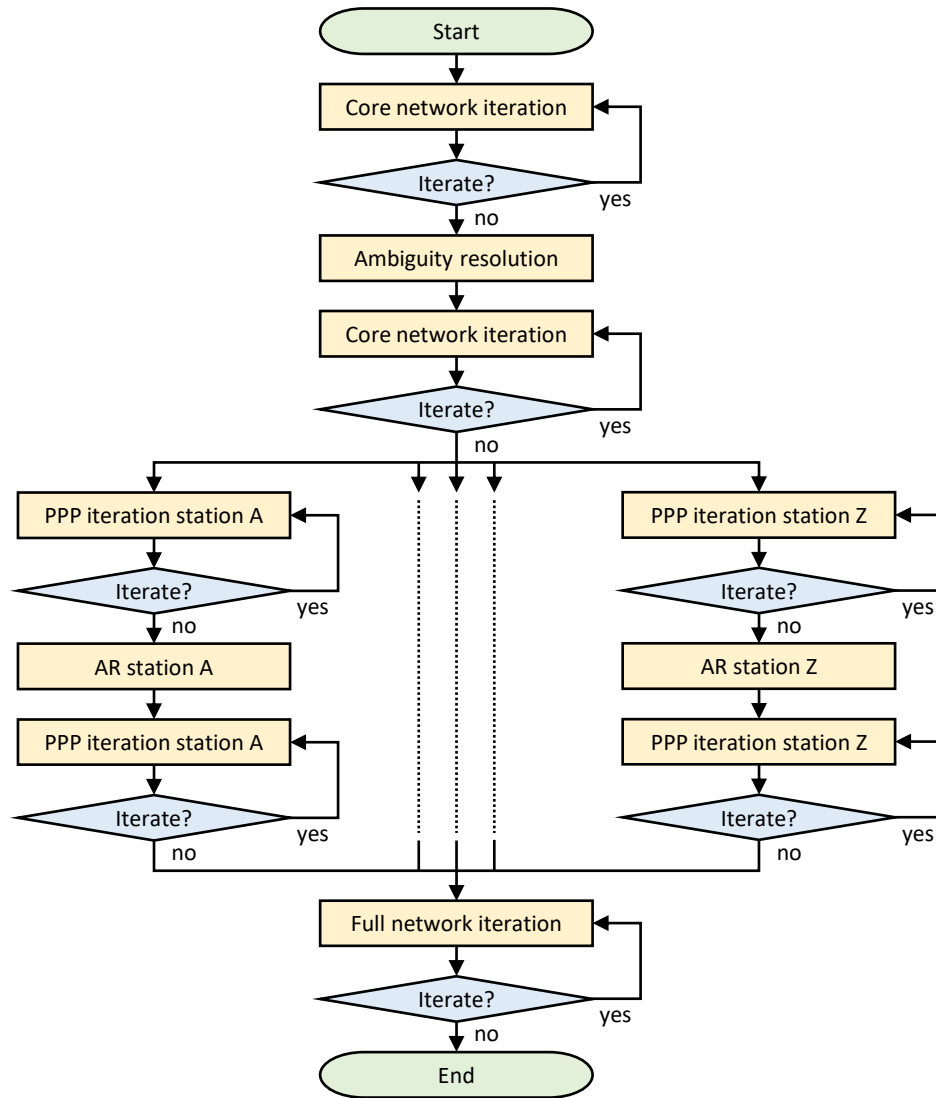 Start
Core network iteration
Iterate?
yes
no
Ambiguity resolution
Core network iteration
Iterate?
yes
no
PPP iteration station A
Iterate?
yes
no
AR station A
PPP iteration station A
Iterate?
yes
no
PPP iteration station Z
Iterate?
yes
no
AR station Z
PPP iteration station Z
Iterate?
yes
no
Full network iteration
Iterate?
yes
no
End